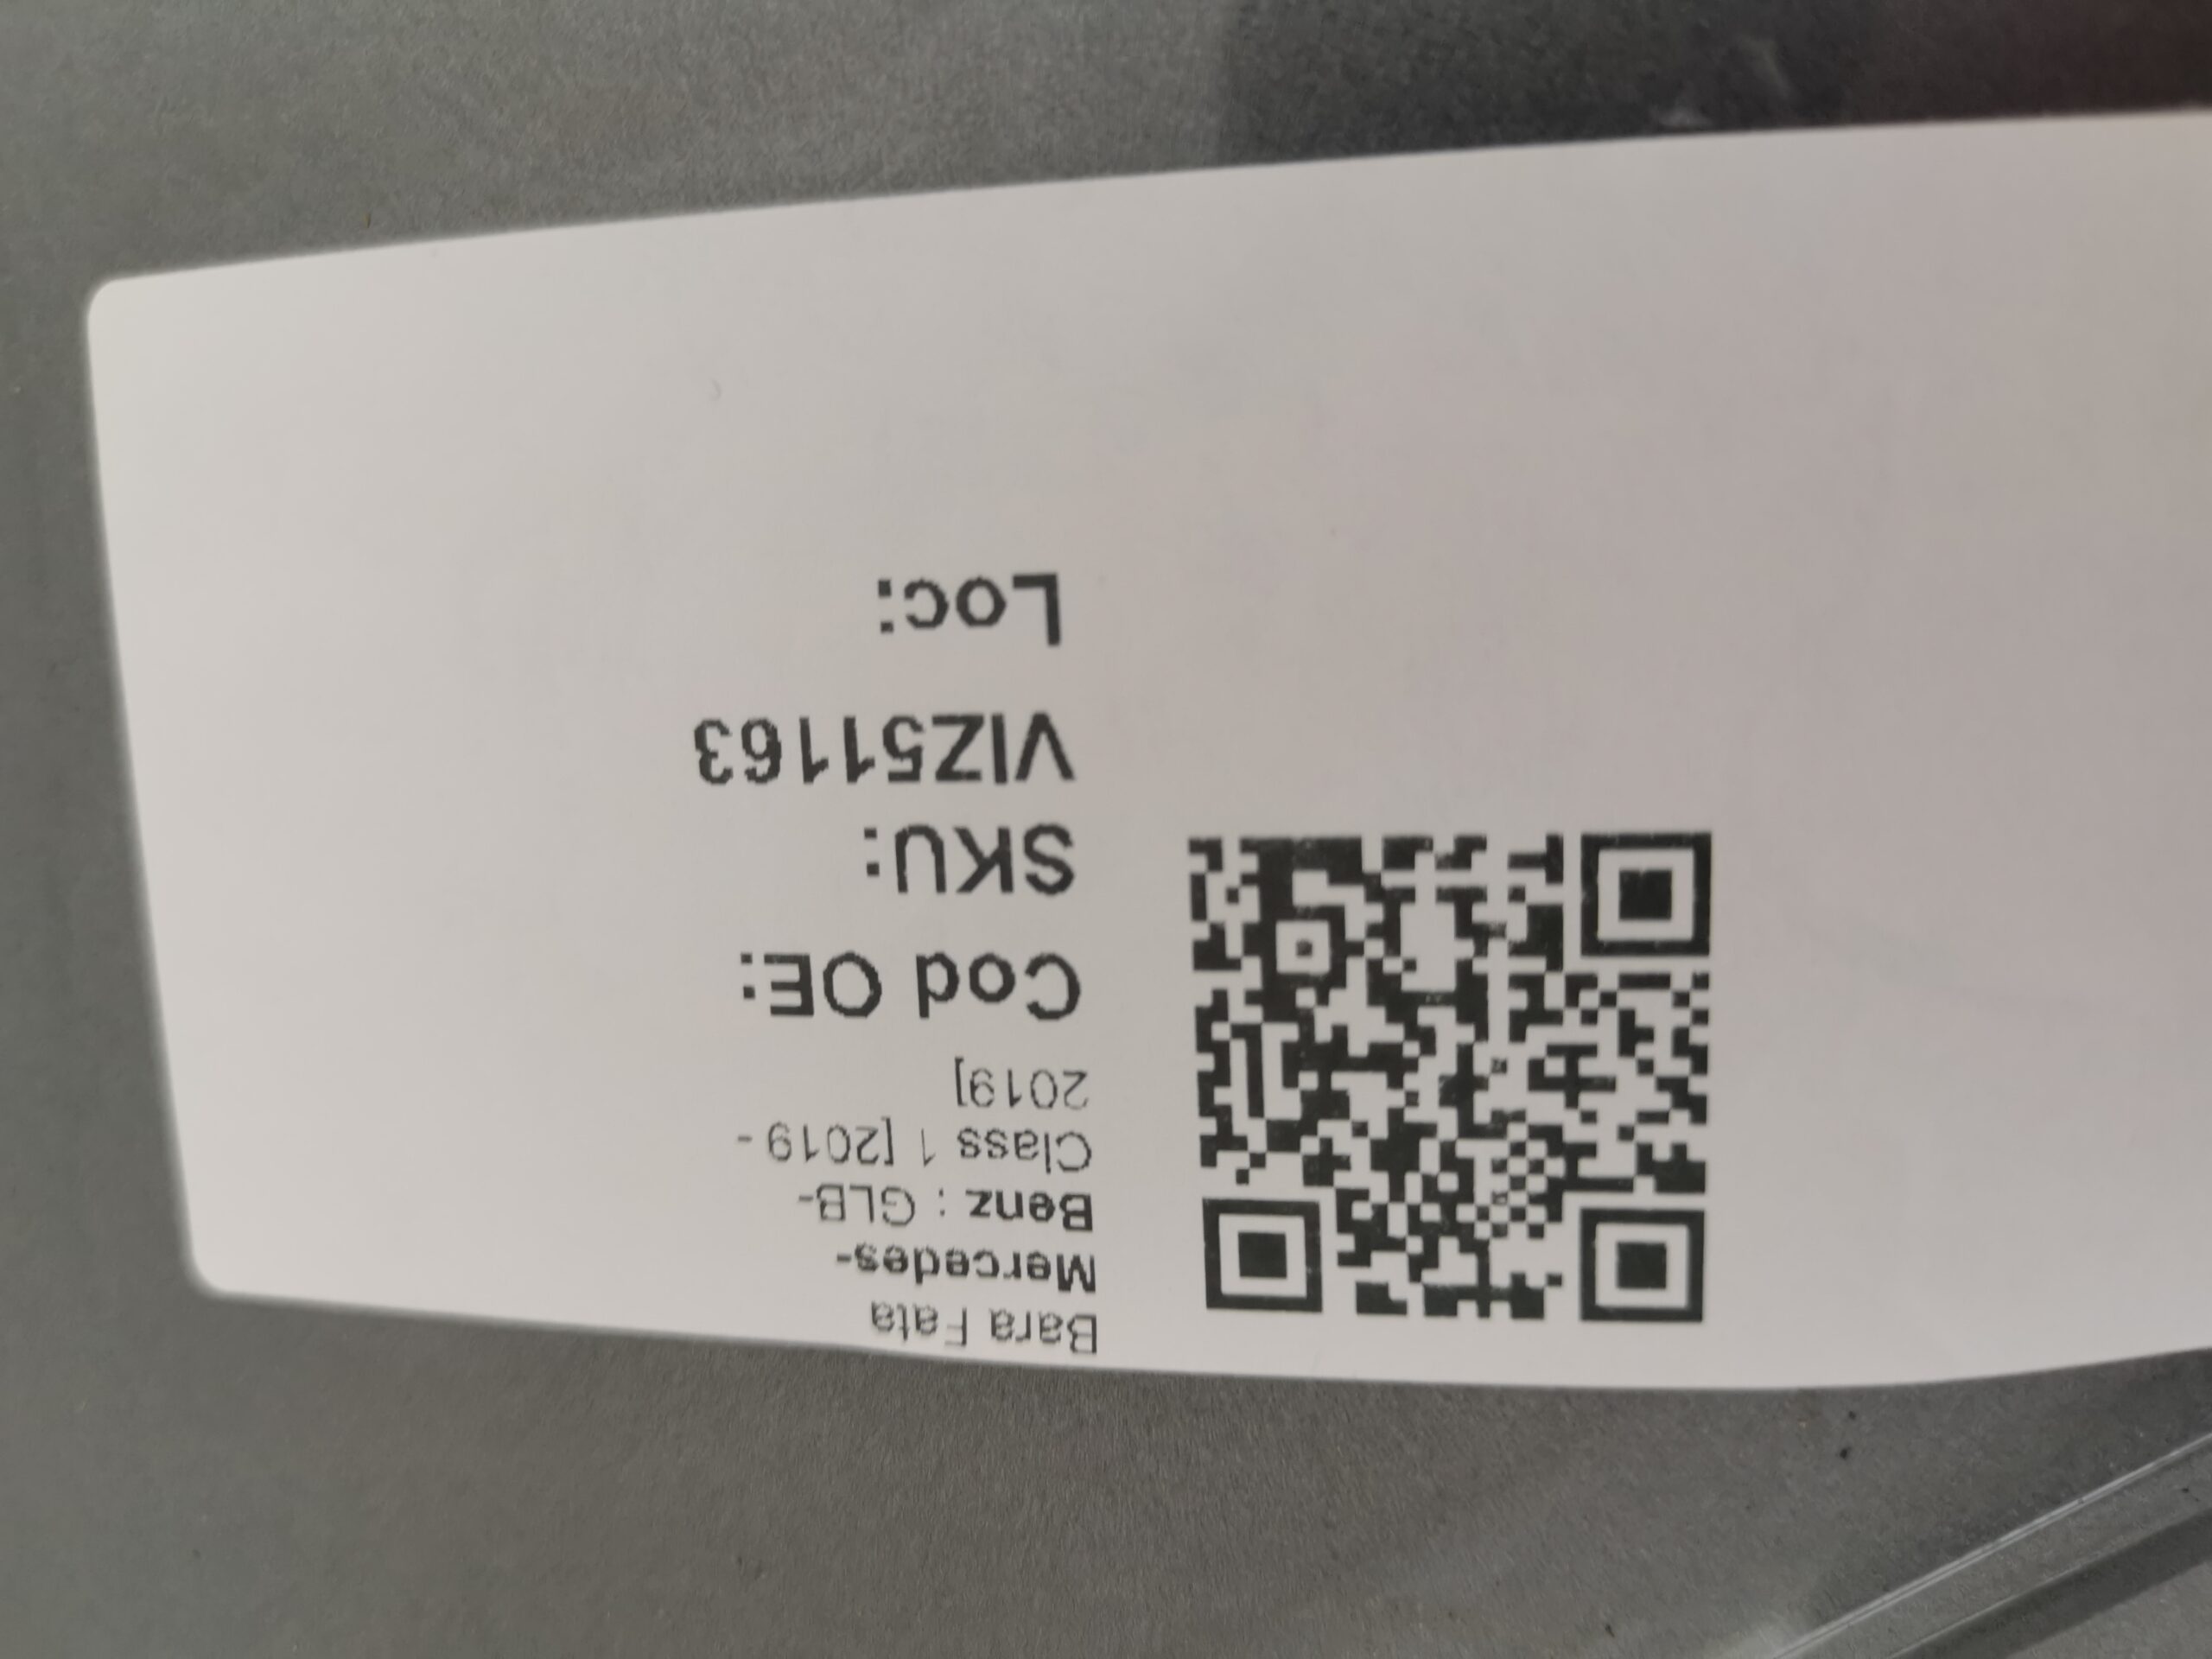 Bara Fata
Mercedes-
Benz : GLB-
Class 1 [2019 -
2019]
Cod OE:
SKU:
VIZ51163
Loc: